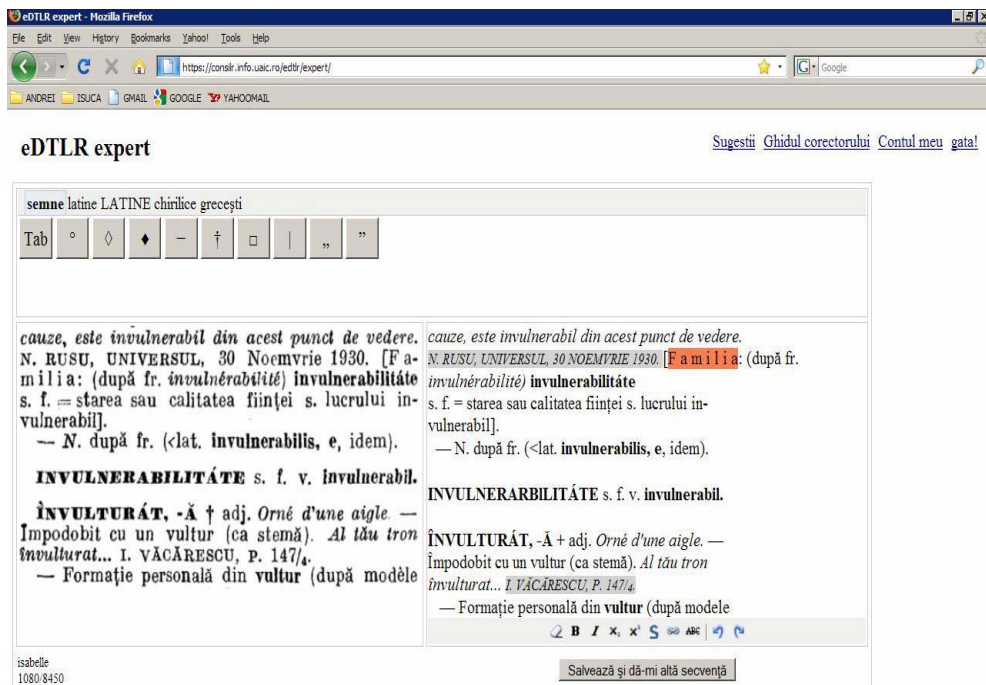 eDTLR expert - Mozilla Firefox
File Edit View History Bookmarks Yahoo! Tools Help
https://consilr.info.uaic.ro/edtlr/expert/
G Google
ANDREI ISUCA GMAIL GOOGLE YAHOOMAIL
eDTLR expert
Sugestii Ghidul corectorului Contul meu gata!
semne latine LATINE chirilice grecești
Tab ° ◊ ♦ – † □ | „ ”
cauze, este invulnerabil din acest punct de vedere.
N. RUSU, UNIVERSUL, 30 Noemvrie 1930. [Fa-
milia: (după fr. invulnérabilité) invulnerabilitáte
s. f. = starea sau calitatea ființei s. lucrului in-
vulnerabil].
— N. după fr. (<lat. invulnerabilis, e, idem).
INVULNERABILITÁTE s. f. v. invulnerabil.
ÎNVULTURÁT, -Ă † adj. Orné d'une aigle. —
Împodobit cu un vultur (ca stemă). Al tău tron
învulturat... I. VĂCĂRESCU, P. 147/4.
— Formație personală din vultur (după modèle
cauze, este invulnerabil din acest punct de vedere.
N. RUSU, UNIVERSUL, 30 NOEMVRIE 1930. [F a m i l i a: (după fr.
invulnérabilité) invulnerabilitáte
s. f. = starea sau calitatea ființei s. lucrului in-
vulnerabil].
— N. după fr. (<lat. invulnerabilis, e, idem).
INVULNERARBILITÁTE s. f. v. invulnerabil.
ÎNVULTURÁT, -Ă + adj. Orné d'une aigle. —
Împodobit cu un vultur (ca stemă). Al tău tron
învulturat... I. VĂCĂRESCU, P. 147/4.
— Formație personală din vultur (după modele
B I x, x² S ABC
isabelle
1080/8450
Salvează și dă-mi altă secvență